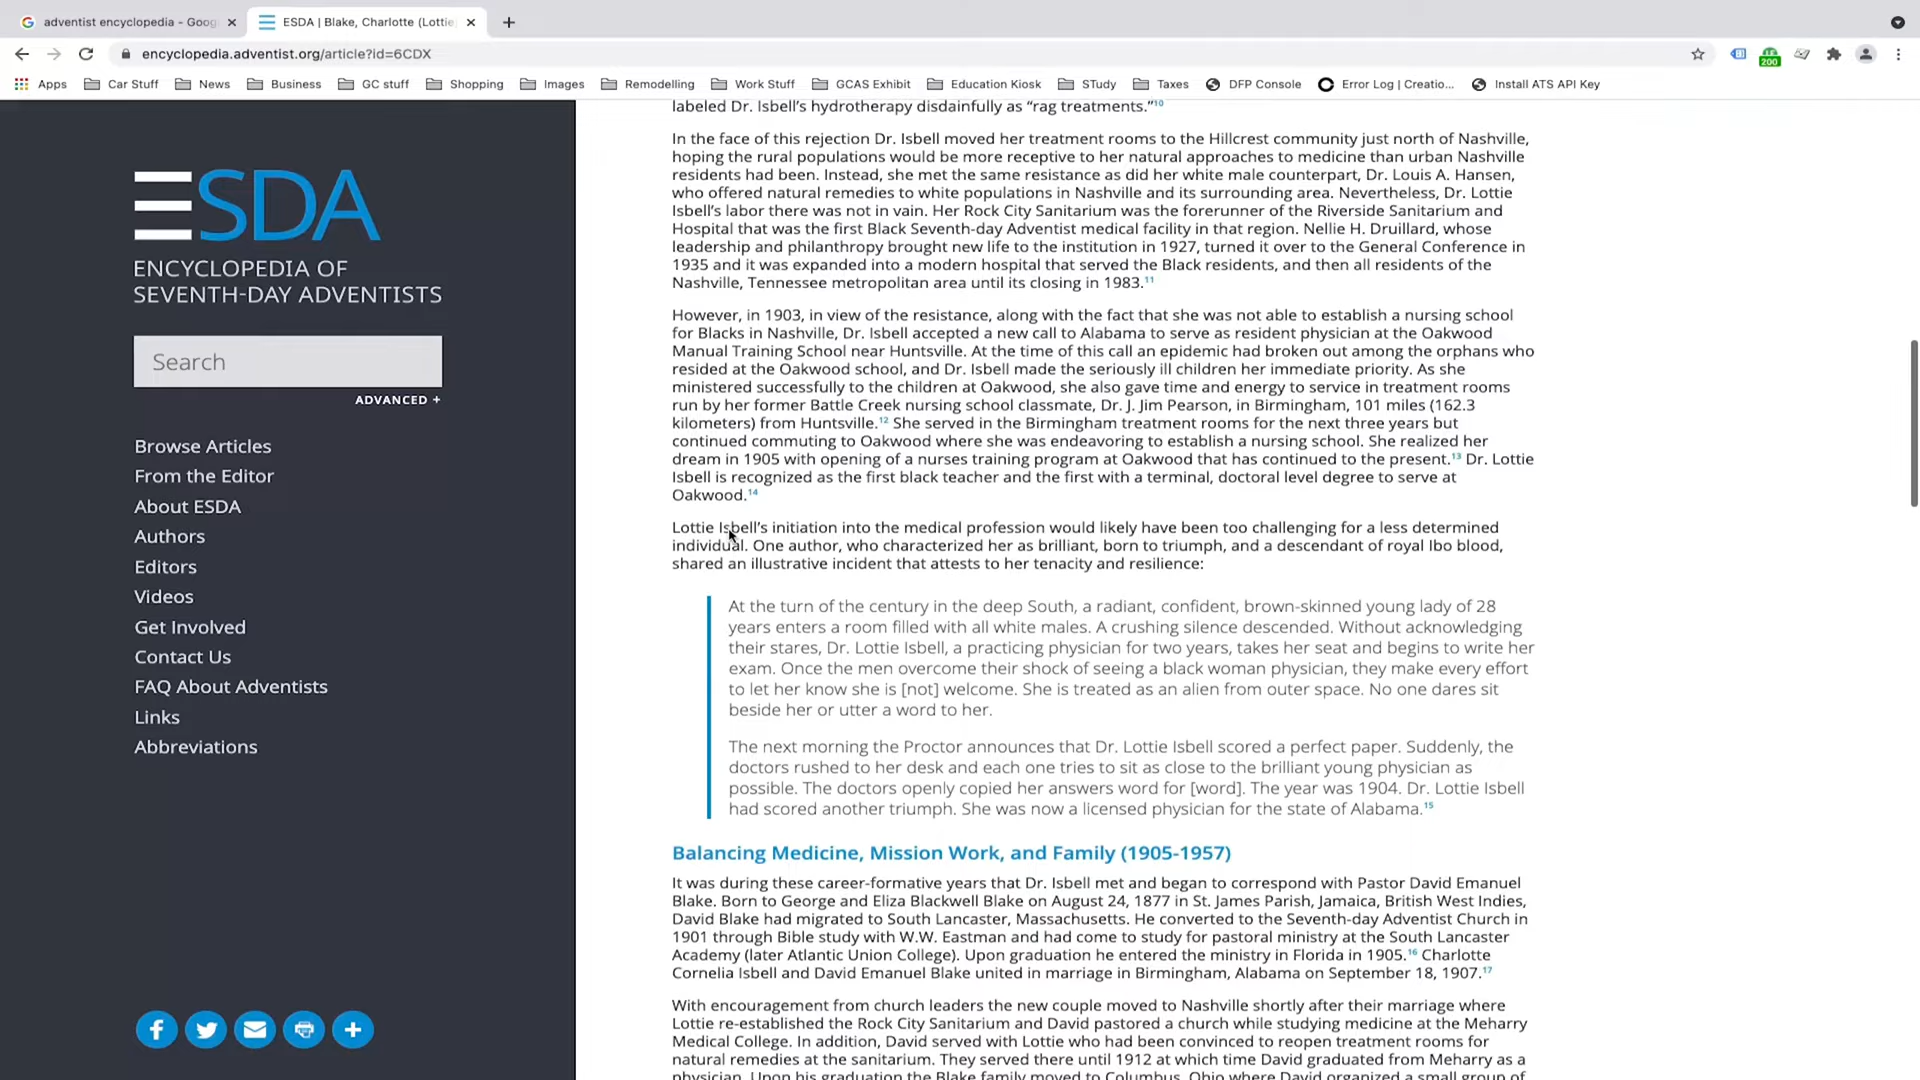 adventist encyclopedia - Goog
ESDA | Blake, Charlotte (Lottie
encyclopedia.adventist.org/article?id=6CDX
200
Apps Car Stuff News Business GC stuff Shopping Images Remodelling Work Stuff GCAS Exhibit Education Kiosk STudy Taxes DFP Console Error Log | Creatio... Install ATS API Key
ESDA
ENCYCLOPEDIA OF
SEVENTH-DAY ADVENTISTS
Search
ADVANCED +
Browse Articles
From the Editor
About ESDA
Authors
Editors
Videos
Get Involved
Contact Us
FAQ About Adventists
Links
Abbreviations
labeled Dr. Isbell's hydrotherapy disdainfully as “rag treatments.”10
In the face of this rejection Dr. Isbell moved her treatment rooms to the Hillcrest community just north of Nashville,
hoping the rural populations would be more receptive to her natural approaches to medicine than urban Nashville
residents had been. Instead, she met the same resistance as did her white male counterpart, Dr. Louis A. Hansen,
who offered natural remedies to white populations in Nashville and its surrounding area. Nevertheless, Dr. Lottie
Isbell's labor there was not in vain. Her Rock City Sanitarium was the forerunner of the Riverside Sanitarium and
Hospital that was the first Black Seventh-day Adventist medical facility in that region. Nellie H. Druillard, whose
leadership and philanthropy brought new life to the institution in 1927, turned it over to the General Conference in
1935 and it was expanded into a modern hospital that served the Black residents, and then all residents of the
Nashville, Tennessee metropolitan area until its closing in 1983.11
However, in 1903, in view of the resistance, along with the fact that she was not able to establish a nursing school
for Blacks in Nashville, Dr. Isbell accepted a new call to Alabama to serve as resident physician at the Oakwood
Manual Training School near Huntsville. At the time of this call an epidemic had broken out among the orphans who
resided at the Oakwood school, and Dr. Isbell made the seriously ill children her immediate priority. As she
ministered successfully to the children at Oakwood, she also gave time and energy to service in treatment rooms
run by her former Battle Creek nursing school classmate, Dr. J. Jim Pearson, in Birmingham, 101 miles (162.3
kilometers) from Huntsville.12 She served in the Birmingham treatment rooms for the next three years but
continued commuting to Oakwood where she was endeavoring to establish a nursing school. She realized her
dream in 1905 with opening of a nurses training program at Oakwood that has continued to the present.13 Dr. Lottie
Isbell is recognized as the first black teacher and the first with a terminal, doctoral level degree to serve at
Oakwood.14
Lottie Isbell's initiation into the medical profession would likely have been too challenging for a less determined
individual. One author, who characterized her as brilliant, born to triumph, and a descendant of royal Ibo blood,
shared an illustrative incident that attests to her tenacity and resilience:
At the turn of the century in the deep South, a radiant, confident, brown-skinned young lady of 28
years enters a room filled with all white males. A crushing silence descended. Without acknowledging
their stares, Dr. Lottie Isbell, a practicing physician for two years, takes her seat and begins to write her
exam. Once the men overcome their shock of seeing a black woman physician, they make every effort
to let her know she is [not] welcome. She is treated as an alien from outer space. No one dares sit
beside her or utter a word to her.
The next morning the Proctor announces that Dr. Lottie Isbell scored a perfect paper. Suddenly, the
doctors rushed to her desk and each one tries to sit as close to the brilliant young physician as
possible. The doctors openly copied her answers word for [word]. The year was 1904. Dr. Lottie Isbell
had scored another triumph. She was now a licensed physician for the state of Alabama.15
Balancing Medicine, Mission Work, and Family (1905-1957)
It was during these career-formative years that Dr. Isbell met and began to correspond with Pastor David Emanuel
Blake. Born to George and Eliza Blackwell Blake on August 24, 1877 in St. James Parish, Jamaica, British West Indies,
David Blake had migrated to South Lancaster, Massachusetts. He converted to the Seventh-day Adventist Church in
1901 through Bible study with W.W. Eastman and had come to study for pastoral ministry at the South Lancaster
Academy (later Atlantic Union College). Upon graduation he entered the ministry in Florida in 1905.16 Charlotte
Cornelia Isbell and David Emanuel Blake united in marriage in Birmingham, Alabama on September 18, 1907.17
With encouragement from church leaders the new couple moved to Nashville shortly after their marriage where
Lottie re-established the Rock City Sanitarium and David pastored a church while studying medicine at the Meharry
Medical College. In addition, David served with Lottie who had been convinced to reopen treatment rooms for
natural remedies at the sanitarium. They served there until 1912 at which time David graduated from Meharry as a
physician. Upon his graduation the Blake family moved to Columbus, Ohio where David organized a small group of